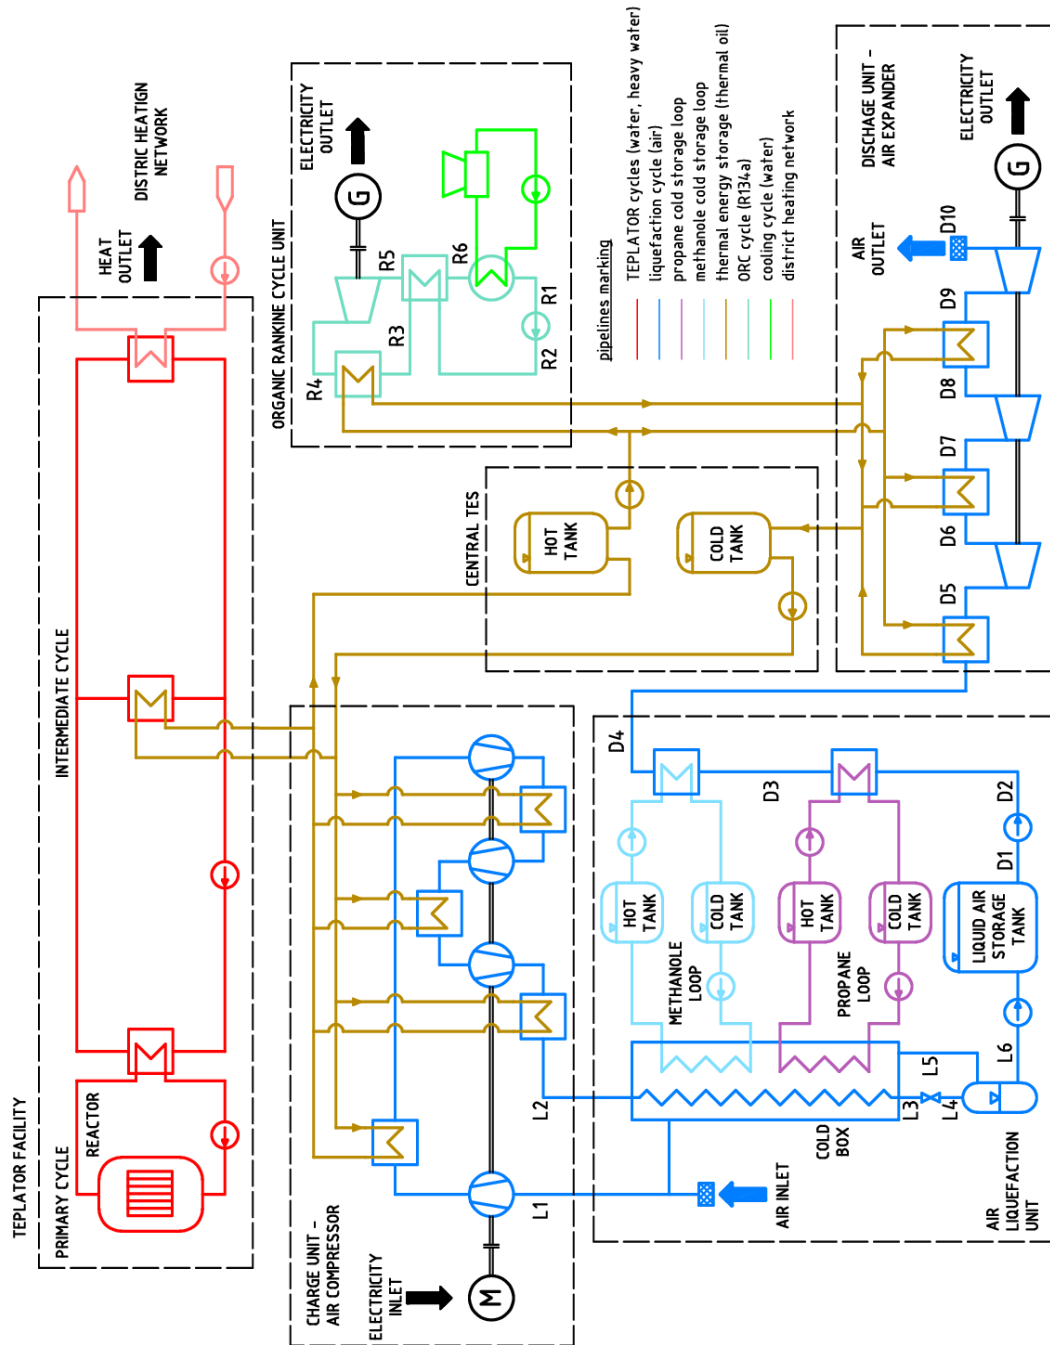 TEPLATOR FACILITY
PRIMARY CYCLE
REACTOR
INTERMEDIATE CYCLE
HEAT
OUTLET
DISTRIC HEATIGN
NETWORK
CHARGE UNIT –
AIR COMPRESSOR
ELECTRICITY
INLET
M
L1
L2
CENTRAL TES
HOT
TANK
COLD
TANK
ORGANIC RANKINE CYCLE UNIT
R4
R3
R5
R6
R2
R1
G
ELECTRICITY
OUTLET
pipelines marking
TEPLATOR cycles (water, heavy water)
liquefaction cycle (air)
propane cold storage loop
methanole cold storage loop
thermal energy storage (thermal oil)
ORC cycle (R134a)
cooling cycle (water)
district heating network
AIR INLET
COLD
BOX
METHANOLE
LOOP
HOT
TANK
COLD
TANK
PROPANE
LOOP
HOT
TANK
COLD
TANK
L3
L4
L5
L6
LIQUID AIR
STORAGE
TANK
D1
D2
D3
D4
AIR
LIQUEFACTION
UNIT
D5
D6
D7
D8
D9
D10
AIR
OUTLET
G
ELECTRICITY
OUTLET
DISCHAGE UNIT –
AIR EXPANDER